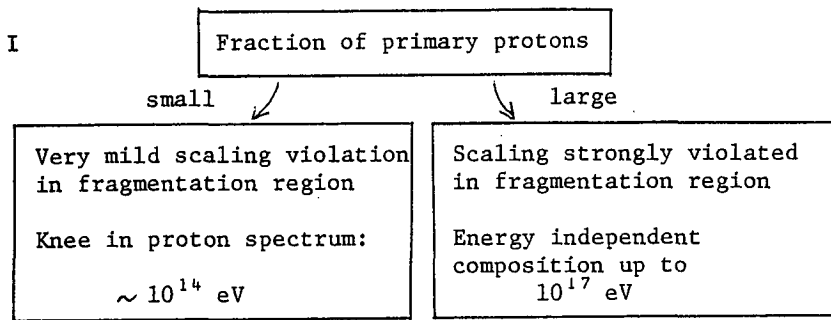 I
Fraction of primary protons
small
large
Very mild scaling violation
in fragmentation region
Knee in proton spectrum:
~ 10¹⁴ eV
Scaling strongly violated
in fragmentation region
Energy independent
composition up to
10¹⁷ eV